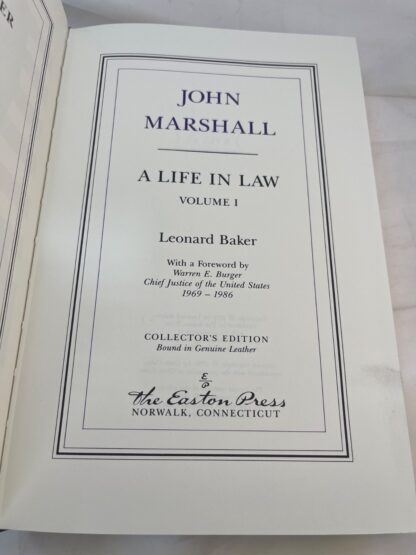 ER
JOHN
MARSHALL
A LIFE IN LAW
VOLUME I
Leonard Baker
With a Foreword by
Warren E. Burger
Chief Justice of the United States
1969 – 1986
COLLECTOR'S EDITION
Bound in Genuine Leather
E
P
The Easton Press
NORWALK, CONNECTICUT